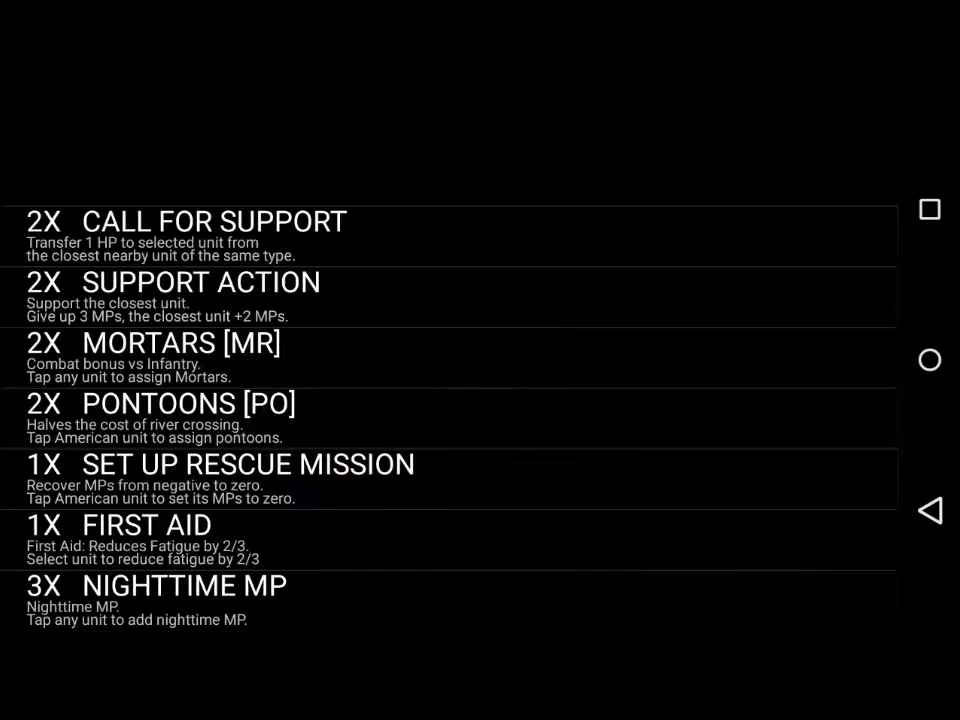 2X CALL FOR SUPPORT
Transfer 1 HP to selected unit from
the closest nearby unit of the same type.
2X SUPPORT ACTION
Support the closest unit.
Give up 3 MPs, the closest unit +2 MPs.
2X MORTARS [MR]
Combat bonus vs Infantry.
Tap any unit to assign Mortars.
2X PONTOONS [PO]
Halves the cost of river crossing.
Tap American unit to assign pontoons.
1X SET UP RESCUE MISSION
Recover MPs from negative to zero.
Tap American unit to set its MPs to zero.
1X FIRST AID
First Aid: Reduces Fatigue by 2/3.
Select unit to reduce fatigue by 2/3
3X NIGHTTIME MP
Nighttime MP.
Tap any unit to add nighttime MP.